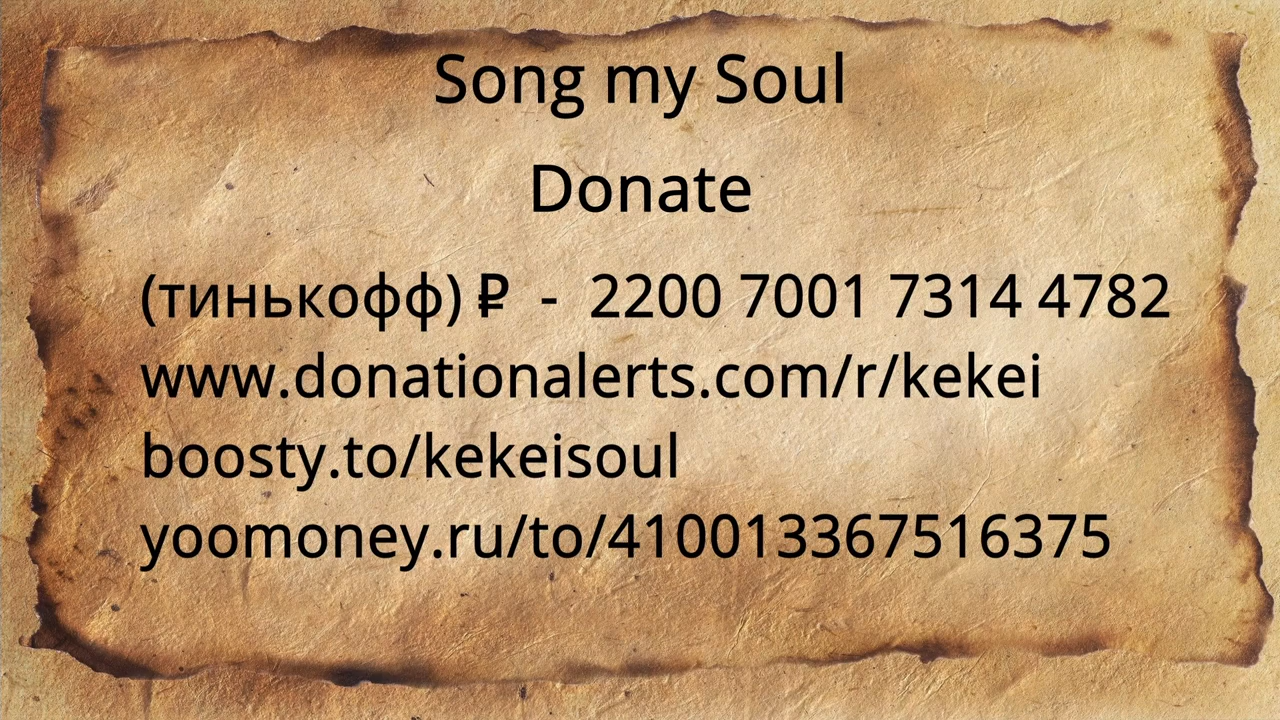 Song my Soul
Donate
(тинькофф) ₽ - 2200 7001 7314 4782
www.donationalerts.com/r/kekei
boosty.to/kekeisoul
yoomoney.ru/to/410013367516375